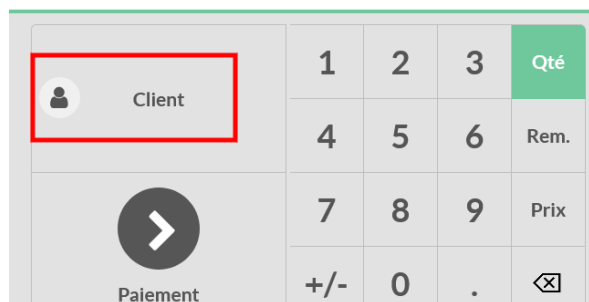 1 2 3 Qté
Client
4 5 6 Rem.
7 8 9 Prix
Paiement
+/- 0 .